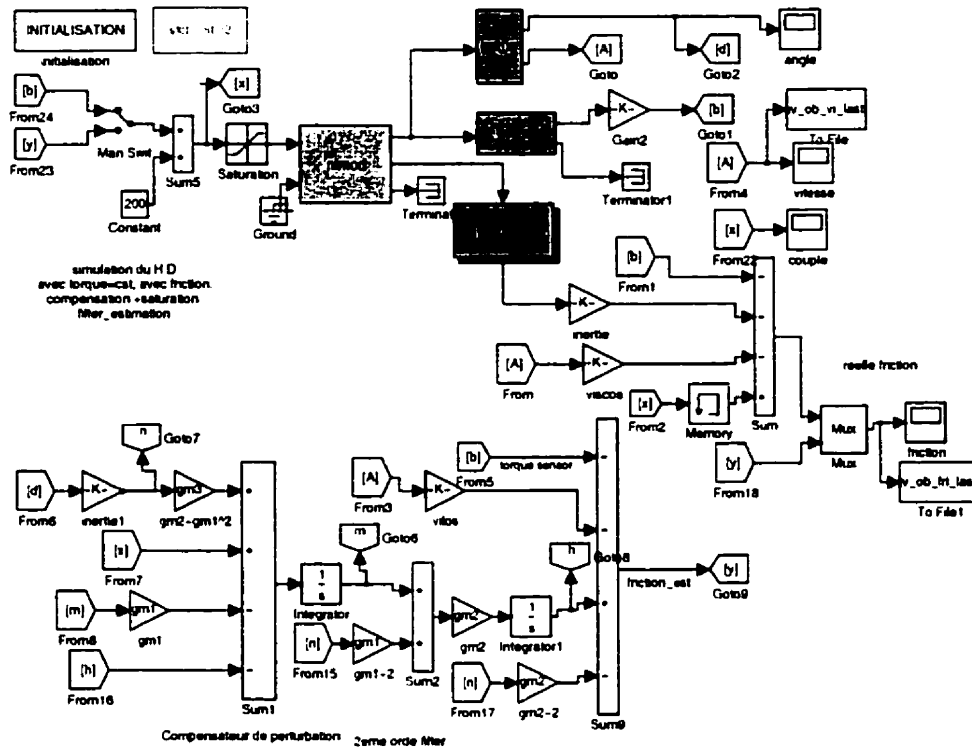 INITIALISATION
initialisation
[b]
From24
[y]
From23
Man Swit
Sum5
200
Constant
[x]
Goto3
Saturation
Ground
Terminator
[A]
Goto
[d]
Goto2
angle
-K-
Gain2
[b]
Goto1
Terminator1
v_ob_vi_last
To File
[A]
From4
vitesse
[x]
From22
couple
simulation du H D
avec torque=cst, avec friction.
compensation +saturation
filter_estimation
[b]
From1
-K-
inertie
[A]
From
-K-
viscos
[x]
From2
Memory
Sum
reelle friction
[y]
From18
Mux
Mux
friction
v_ob_fri_last
To File1
n
Goto7
[d]
From6
-K-
inertie1
gm3
gm2-gm1^2
[x]
From7
[m]
From8
gm1
gm1
[h]
From16
Sum1
1
s
Integrator
m
Goto6
[n]
From15
gm1
gm1-2
Sum2
gm2
gm2
1
s
Integrator1
h
Goto8
[b]
From5
torque sensor
[A]
From3
-K-
vitos
[n]
From17
gm2
gm2-2
Sum9
friction_est
[y]
Goto9
Compensateur de perturbation
2eme orde filter